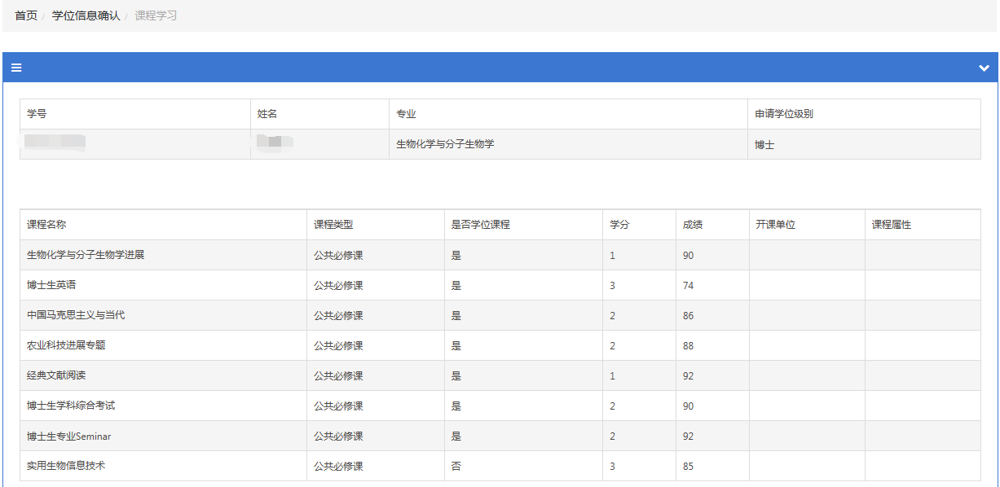 首页 / 学位信息确认 / 课程学习
学号 姓名 专业 申请学位级别
生物化学与分子生物学 博士
课程名称 课程类型 是否学位课程 学分 成绩 开课单位 课程属性
生物化学与分子生物学进展 公共必修课 是 1 90
博士生英语 公共必修课 是 3 74
中国马克思主义与当代 公共必修课 是 2 86
农业科技进展专题 公共必修课 是 2 88
经典文献阅读 公共必修课 是 1 92
博士生学科综合考试 公共必修课 是 2 90
博士生专业Seminar 公共必修课 是 2 92
实用生物信息技术 公共必修课 否 3 85